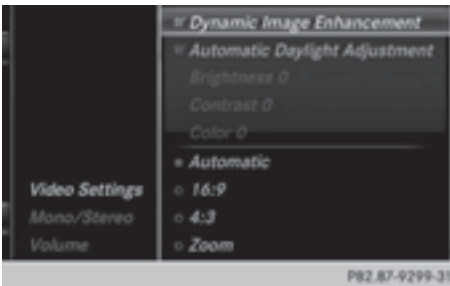 Dynamic Image Enhancement
Automatic Daylight Adjustment
Brightness 0
Contrast 0
Color 0
Automatic
Video Settings
16:9
Mono/Stereo
4:3
Volume
Zoom
P82.87-9299-31